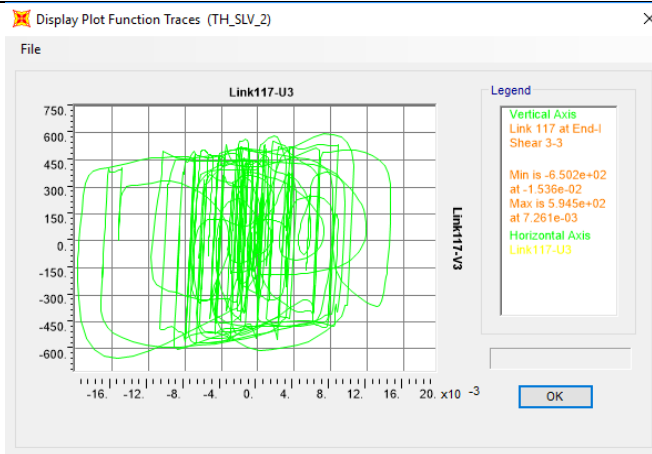 Display Plot Function Traces (TH_SLV_2)
File
Link117-U3
750.
600.
450.
300.
150.
0.
-150.
-300.
-450.
-600.
-16. -12. -8. -4. 0. 4. 8. 12. 16. 20. x10 -3
Link117-V3
Legend
Vertical Axis
Link 117 at End-I
Shear 3-3
Min is -6.502e+02
at -1.536e-02
Max is 5.945e+02
at 7.261e-03
Horizontal Axis
Link117-U3
OK